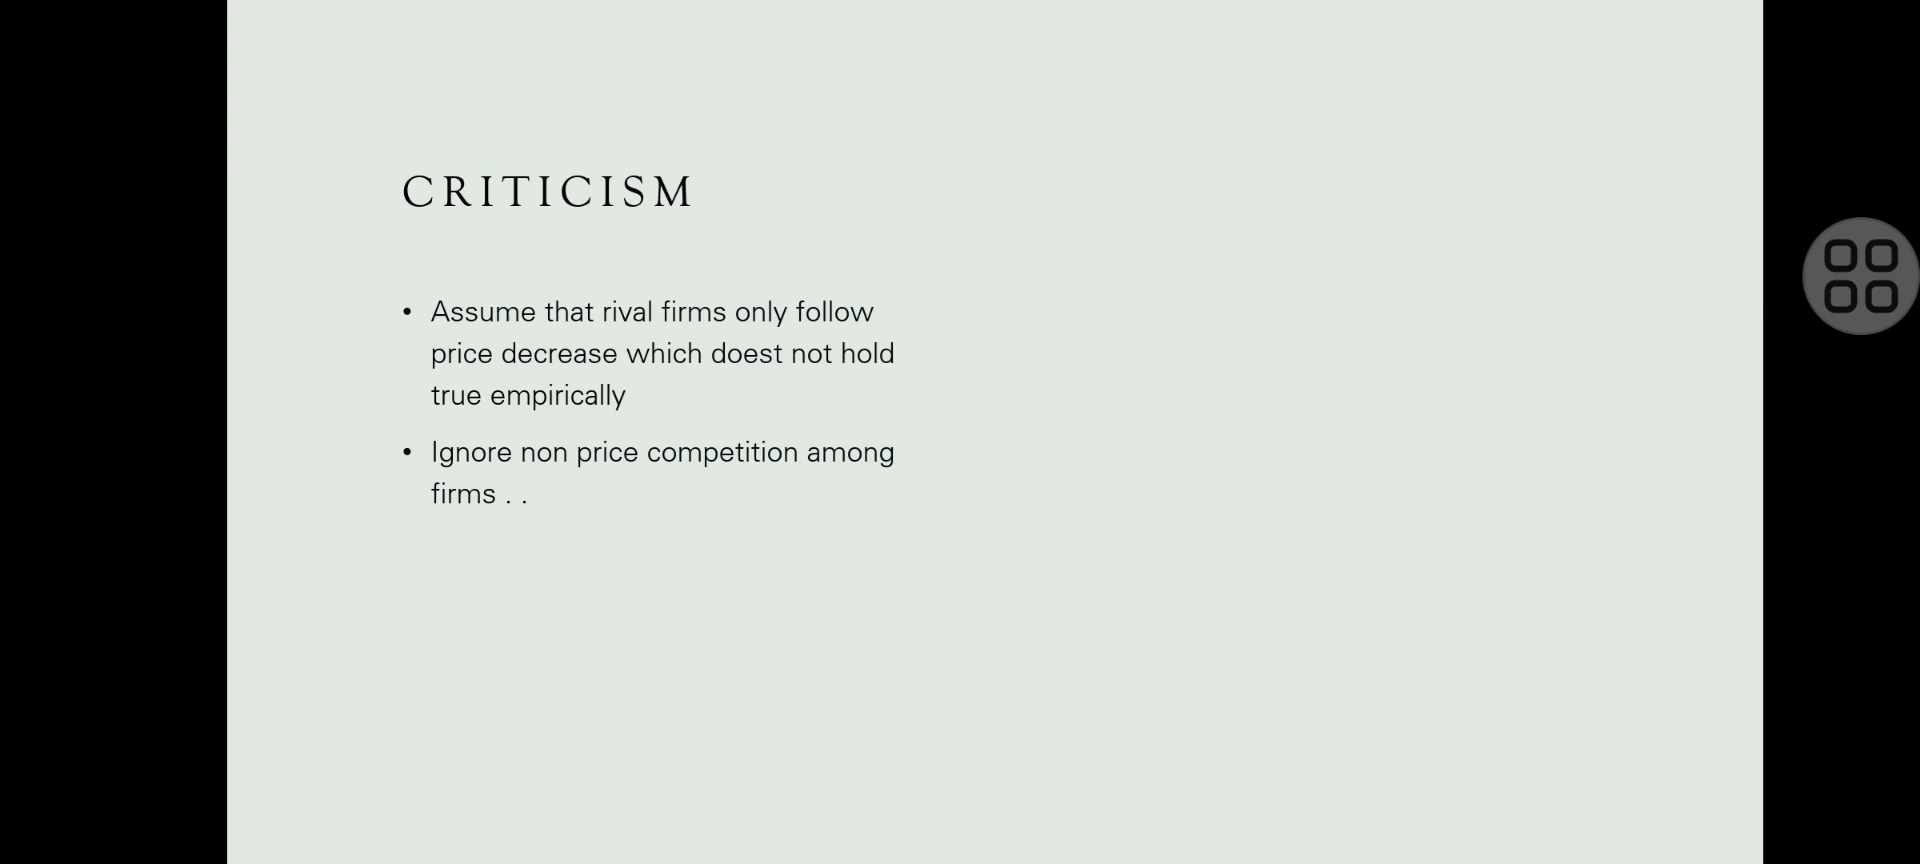 CRITICISM
• Assume that rival firms only follow
price decrease which doest not hold
true empirically
• Ignore non price competition among
firms . .